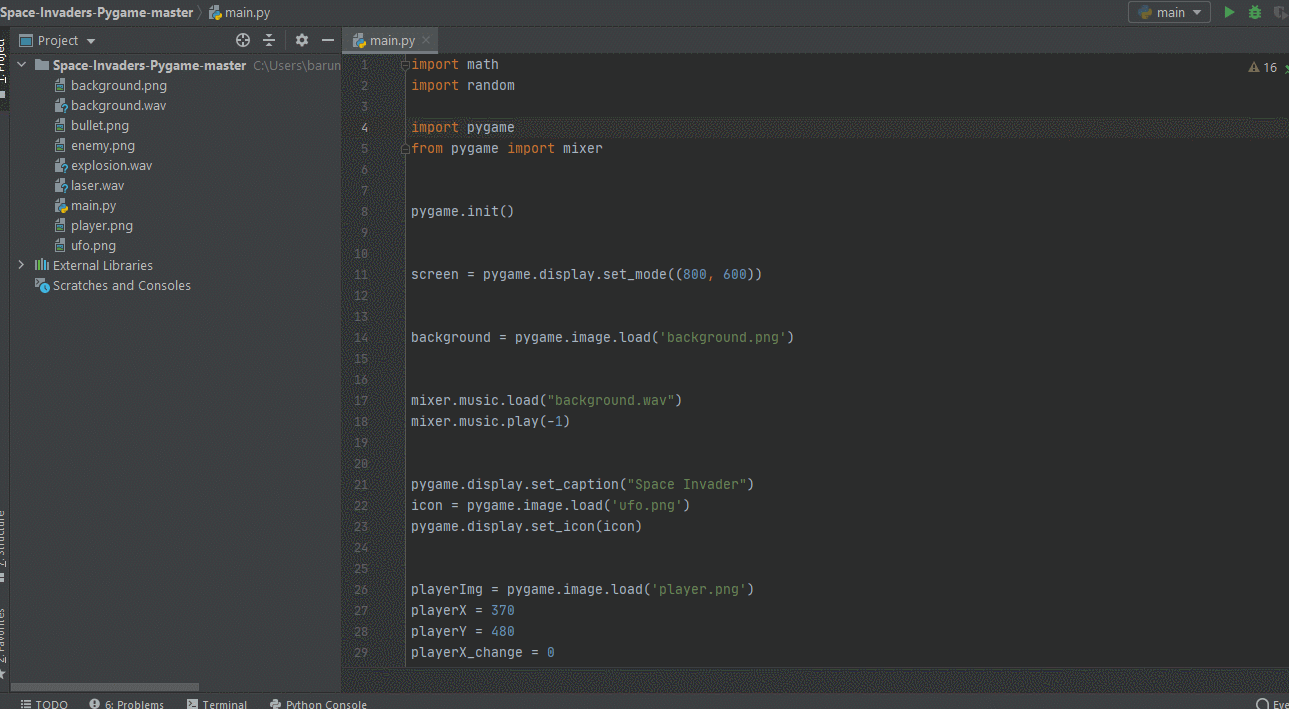 Space-Invaders-Pygame-master
main.py
main
Project
main.py
Space-Invaders-Pygame-master C:\Users\barun
background.png
background.wav
bullet.png
enemy.png
explosion.wav
laser.wav
main.py
player.png
ufo.png
External Libraries
Scratches and Consoles
16
1 import math
2 import random
3
4 import pygame
5 from pygame import mixer
6
7
8 pygame.init()
9
10
11 screen = pygame.display.set_mode((800, 600))
12
13
14 background = pygame.image.load('background.png')
15
16
17 mixer.music.load("background.wav")
18 mixer.music.play(-1)
19
20
21 pygame.display.set_caption("Space Invader")
22 icon = pygame.image.load('ufo.png')
23 pygame.display.set_icon(icon)
24
25
26 playerImg = pygame.image.load('player.png')
27 playerX = 370
28 playerY = 480
29 playerX_change = 0
TODO
6: Problems
Terminal
Python Console
Eve